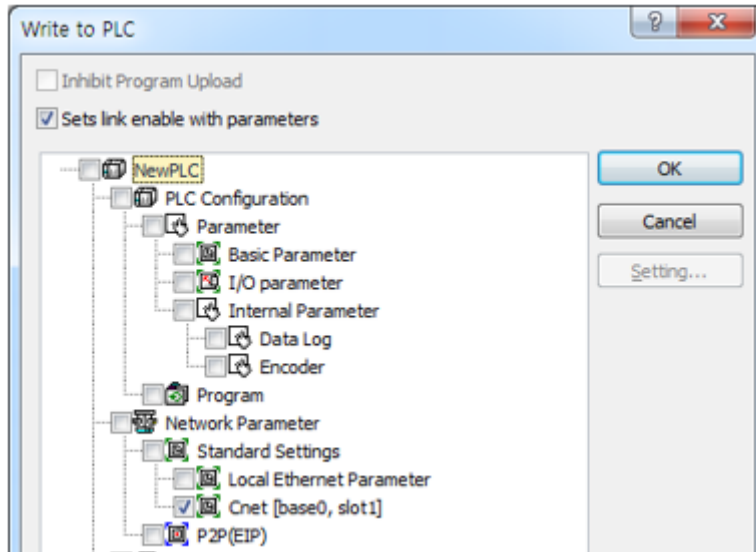 Write to PLC
Inhibit Program Upload
Sets link enable with parameters
NewPLC
OK
PLC Configuration
Parameter
Cancel
Basic Parameter
I/O parameter
Setting...
Internal Parameter
Data Log
Encoder
Program
Network Parameter
Standard Settings
Local Ethernet Parameter
Cnet [base0, slot1]
P2P(EIP)